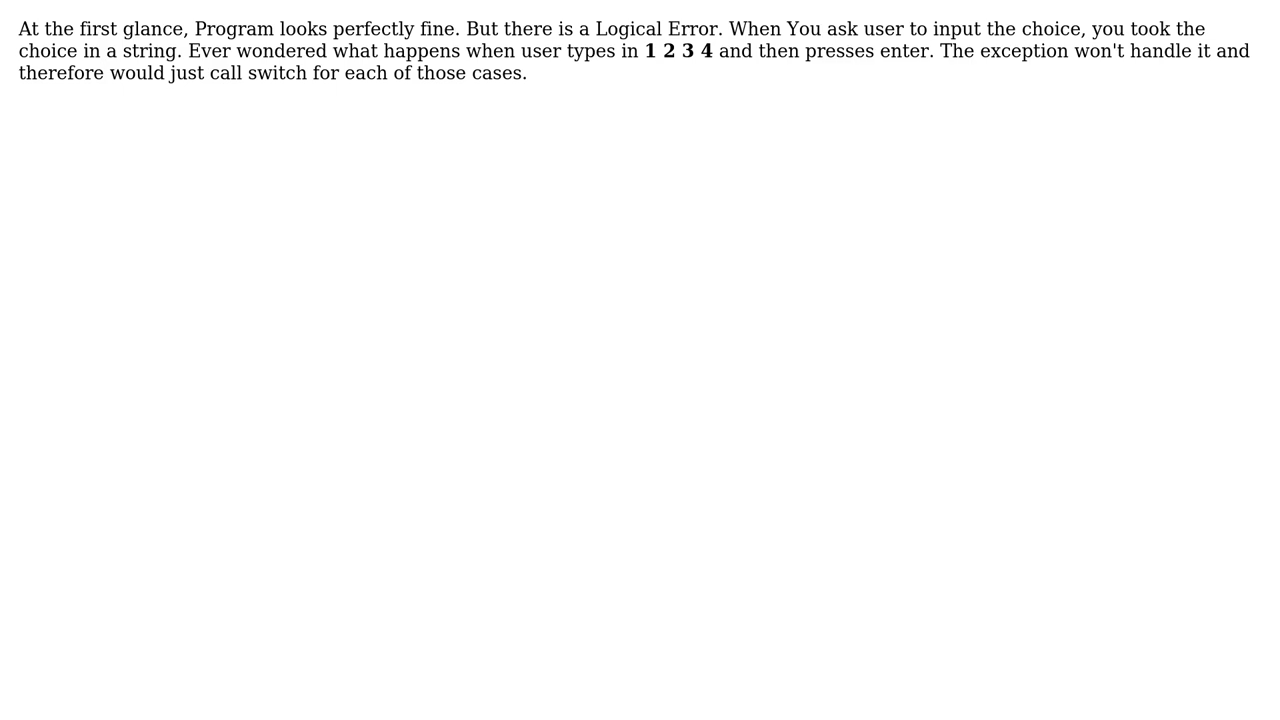 At the first glance, Program looks perfectly fine. But there is a Logical Error. When You ask user to input the choice, you took the
choice in a string. Ever wondered what happens when user types in 1 2 3 4 and then presses enter. The exception won't handle it and
therefore would just call switch for each of those cases.